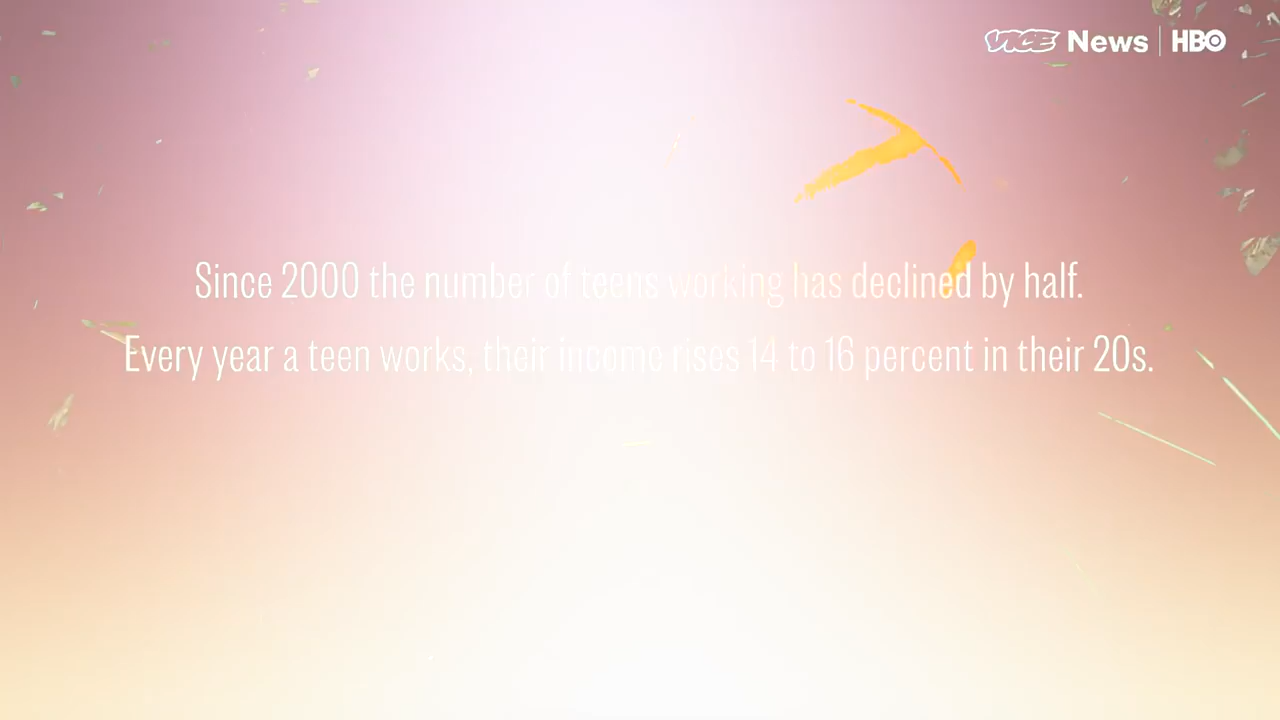 VICE News | HBO
Since 2000 the number of teens working has declined by half.
Every year a teen works, their income rises 14 to 16 percent in their 20s.